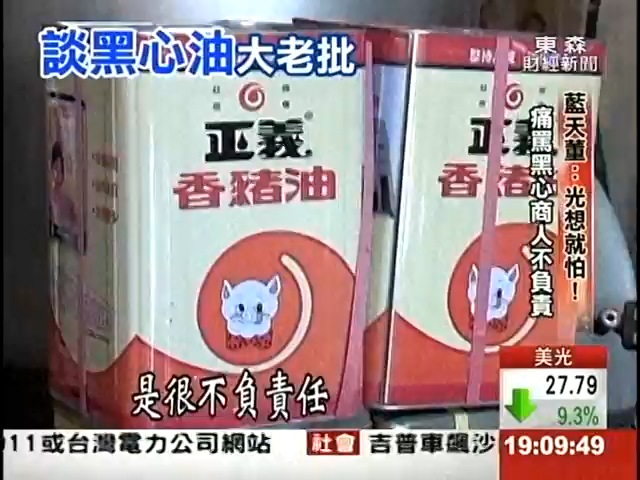 談黑心油大老批
東森
財經新聞
藍天董：光想就怕！
痛罵黑心商人不負責
正義
香豬油
正義
香豬
是很不負責任
美光
27.79
9.3%
911或台灣電力公司網站
社會
吉普車飆沙
19:09:49